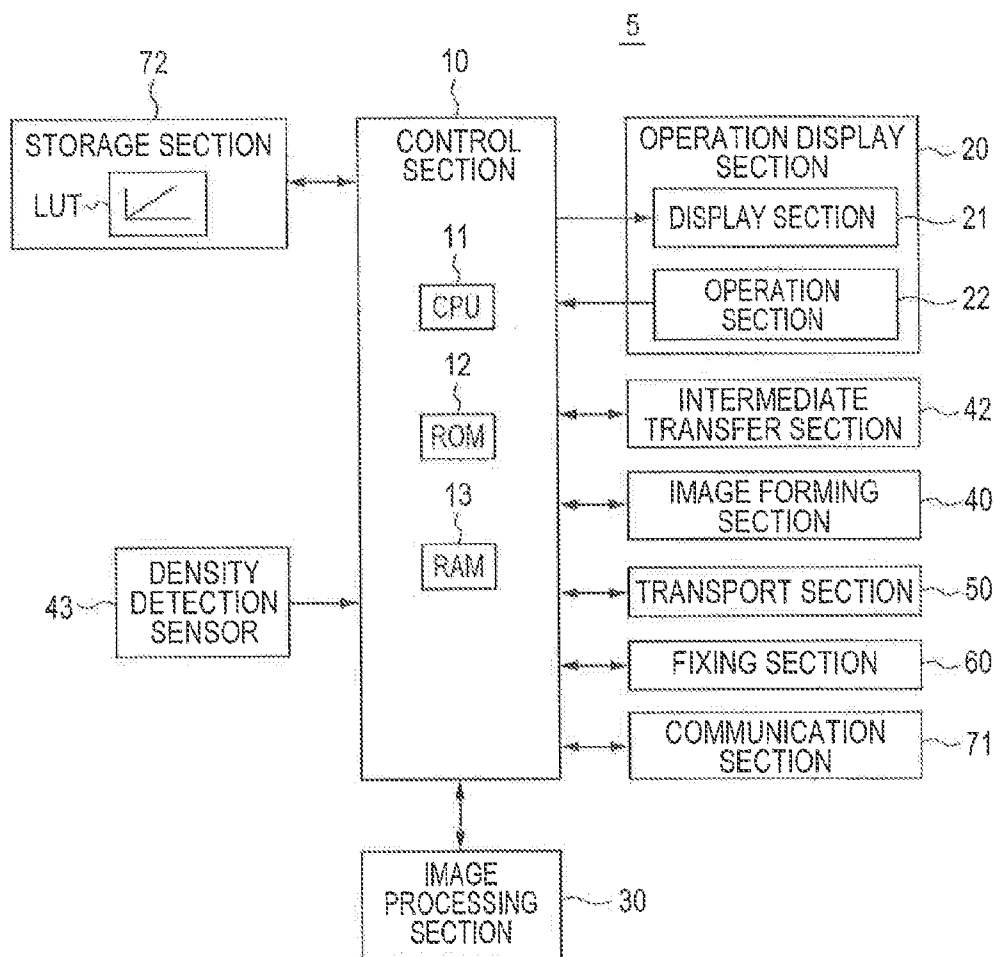 5
72
STORAGE SECTION
LUT
10
CONTROL
SECTION
11
CPU
12
ROM
13
RAM
OPERATION DISPLAY
SECTION
20
DISPLAY SECTION
21
OPERATION
SECTION
22
INTERMEDIATE
TRANSFER SECTION
42
IMAGE FORMING
SECTION
40
TRANSPORT SECTION
50
FIXING SECTION
60
COMMUNICATION
SECTION
71
43
DENSITY
DETECTION
SENSOR
IMAGE
PROCESSING
SECTION
30